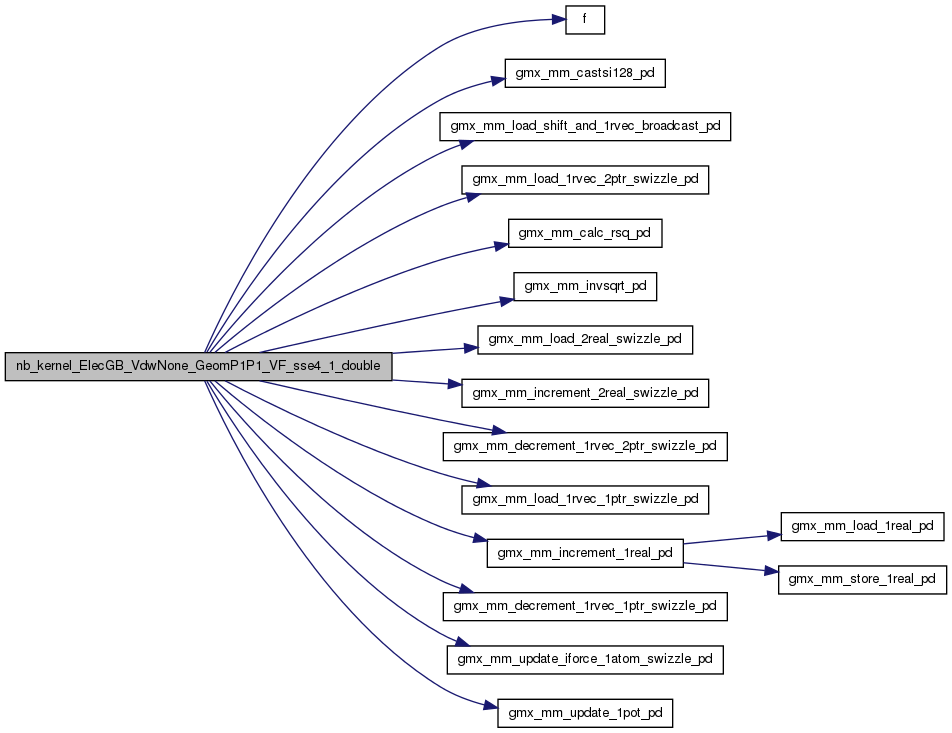 f
gmx_mm_castsi128_pd
gmx_mm_load_shift_and_1rvec_broadcast_pd
gmx_mm_load_1rvec_2ptr_swizzle_pd
gmx_mm_calc_rsq_pd
gmx_mm_invsqrt_pd
gmx_mm_load_2real_swizzle_pd
nb_kernel_ElecGB_VdwNone_GeomP1P1_VF_sse4_1_double
gmx_mm_increment_2real_swizzle_pd
gmx_mm_decrement_1rvec_2ptr_swizzle_pd
gmx_mm_load_1rvec_1ptr_swizzle_pd
gmx_mm_load_1real_pd
gmx_mm_increment_1real_pd
gmx_mm_store_1real_pd
gmx_mm_decrement_1rvec_1ptr_swizzle_pd
gmx_mm_update_iforce_1atom_swizzle_pd
gmx_mm_update_1pot_pd